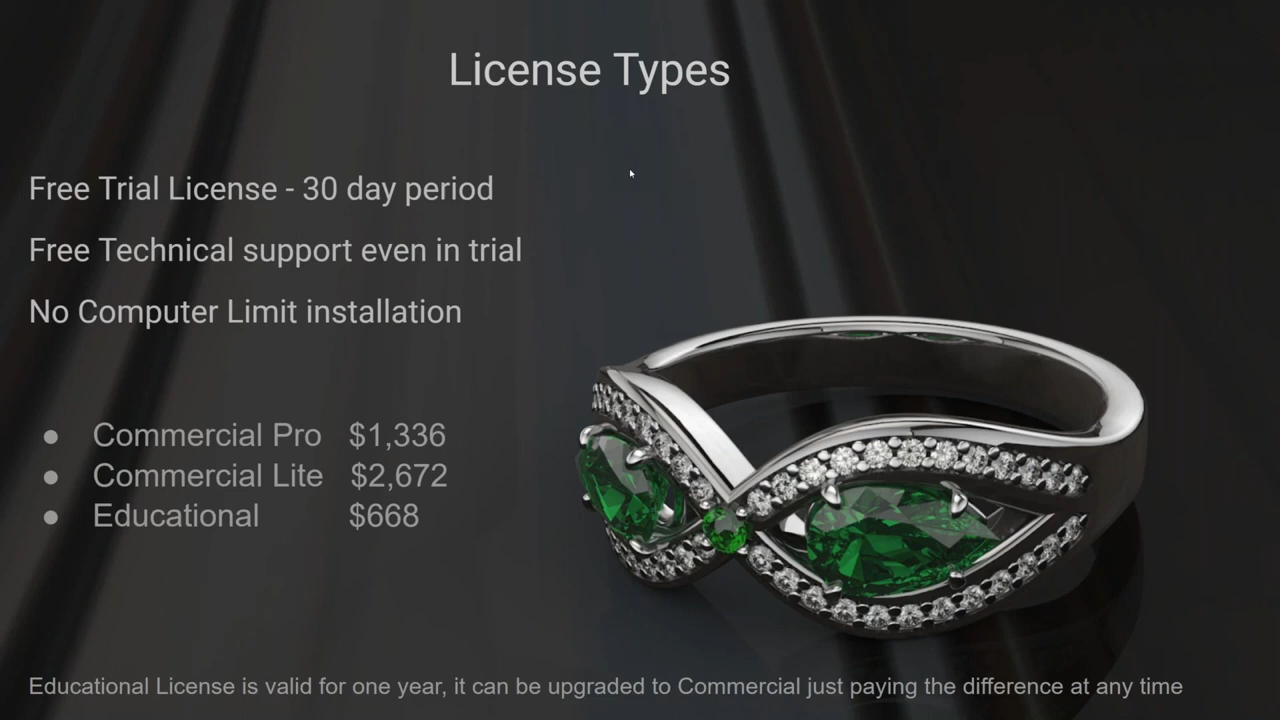 License Types
Free Trial License - 30 day period
Free Technical support even in trial
No Computer Limit installation
● Commercial Pro $1,336
● Commercial Lite $2,672
● Educational $668
Educational License is valid for one year, it can be upgraded to Commercial just paying the difference at any time